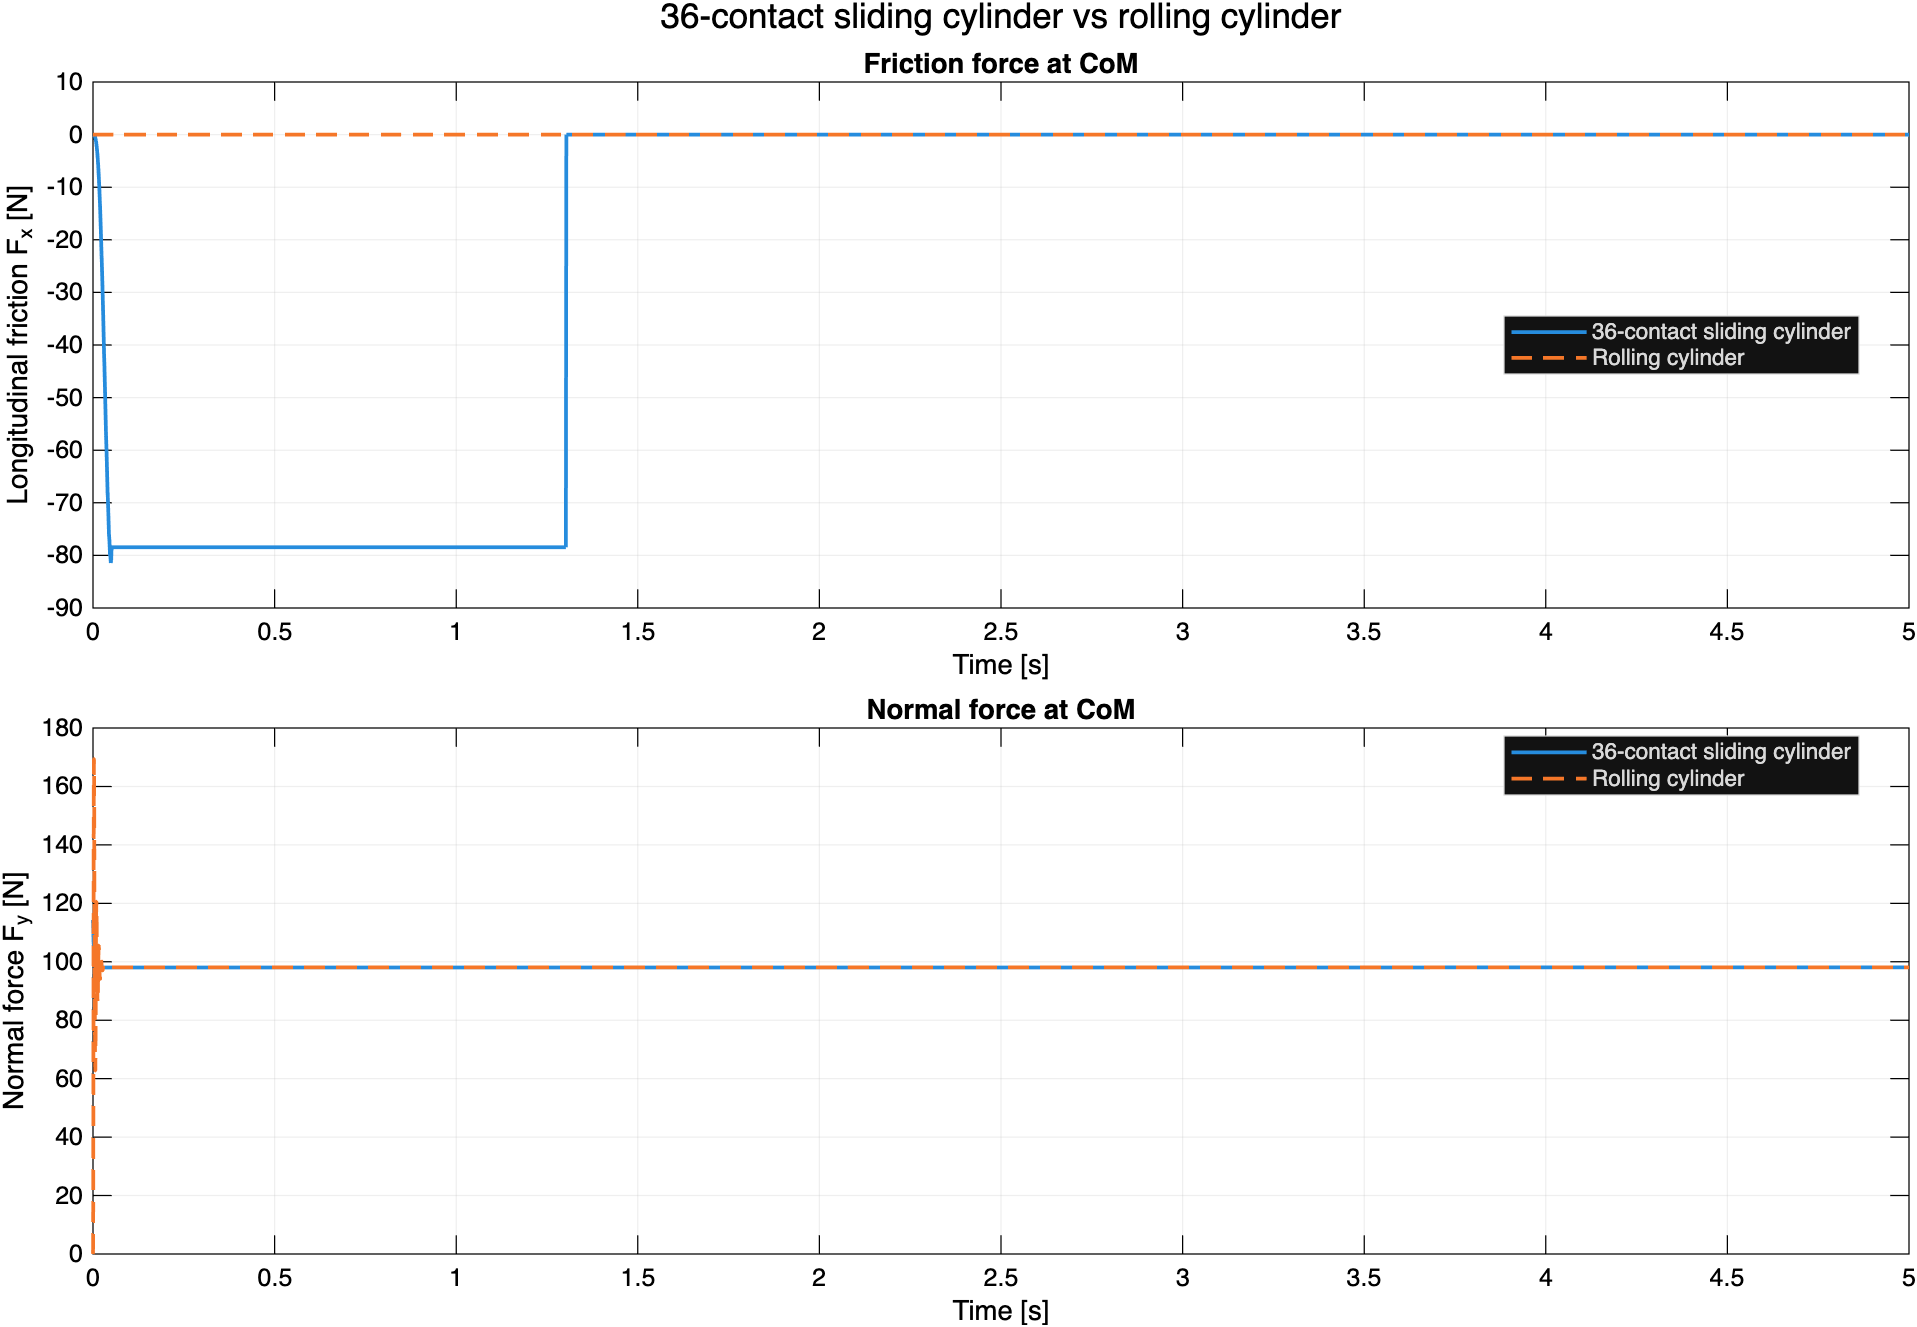 36-contact sliding cylinder vs rolling cylinder
Friction force at CoM
Longitudinal friction Fx [N]
10
0
-10
-20
-30
-40
-50
-60
-70
-80
-90
36-contact sliding cylinder
Rolling cylinder
0 0.5 1 1.5 2 2.5 3 3.5 4 4.5 5
Time [s]
Normal force at CoM
Normal force Fy [N]
180
160
140
120
100
80
60
40
20
0
36-contact sliding cylinder
Rolling cylinder
0 0.5 1 1.5 2 2.5 3 3.5 4 4.5 5
Time [s]